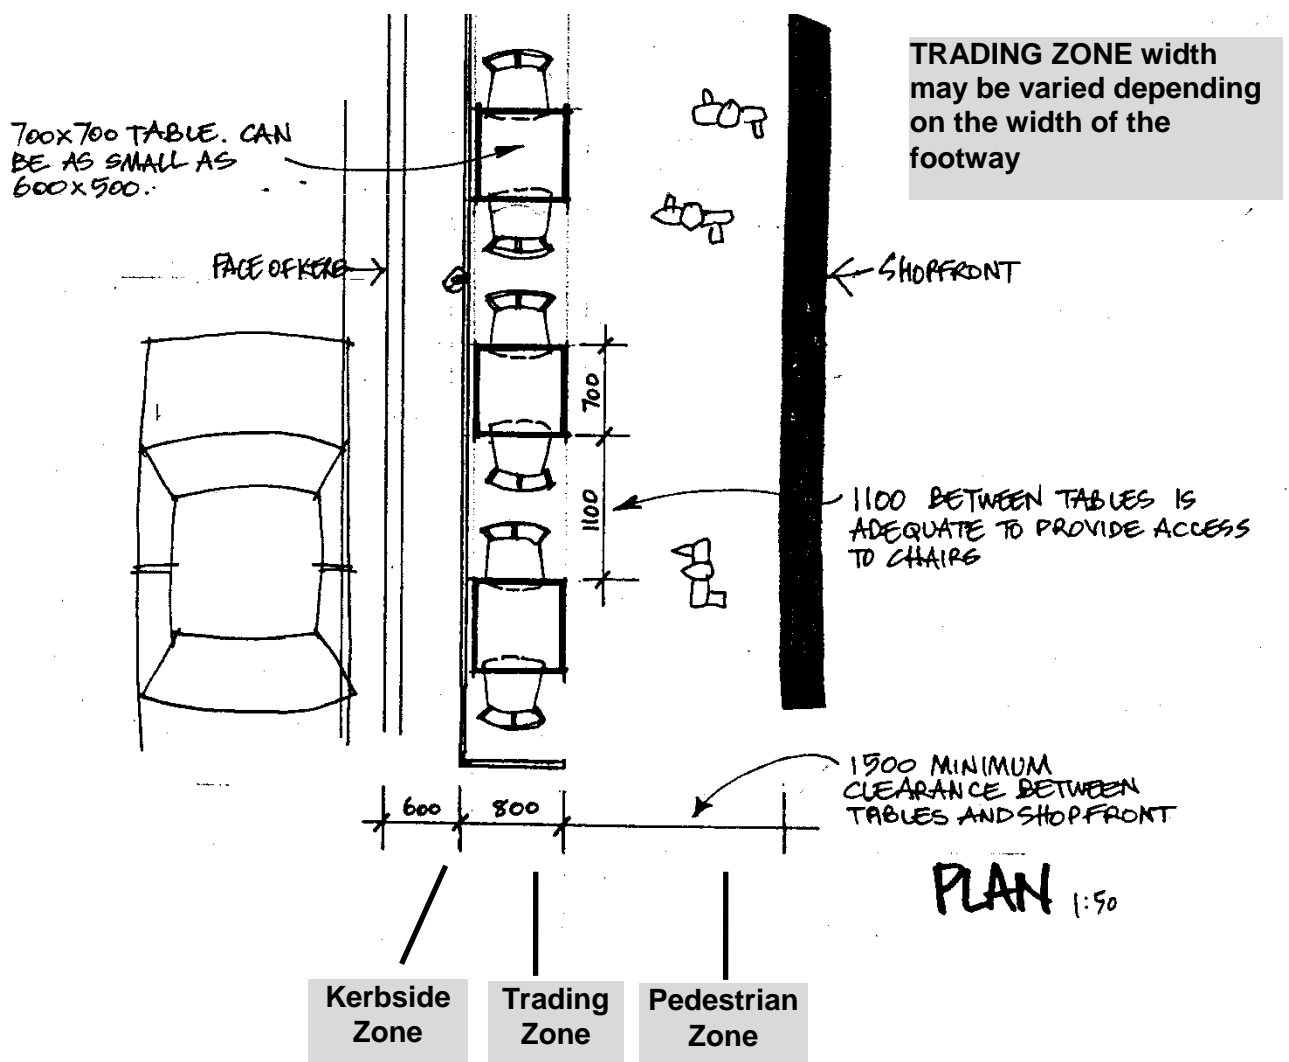 TRADING ZONE width
may be varied depending
on the width of the
footway
700x700 TABLE. CAN
BE AS SMALL AS
600x500.
FACE OF KERB
SHOPFRONT
700
1100
1100 BETWEEN TABLES IS
ADEQUATE TO PROVIDE ACCESS
TO CHAIRS
1500 MINIMUM
CLEARANCE BETWEEN
TABLES AND SHOPFRONT
600
800
PLAN 1:50
Kerbside
Zone
Trading
Zone
Pedestrian
Zone